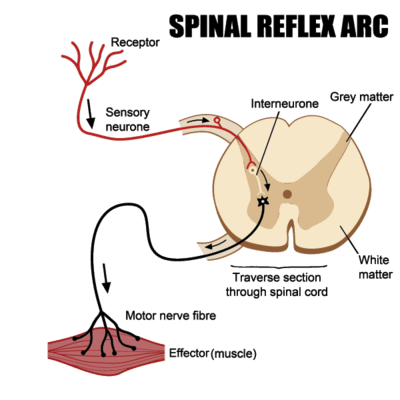 SPINAL REFLEX ARC
Receptor
Sensory
neurone
Interneurone
Grey matter
White
matter
Traverse section
through spinal cord
Motor nerve fibre
Effector (muscle)